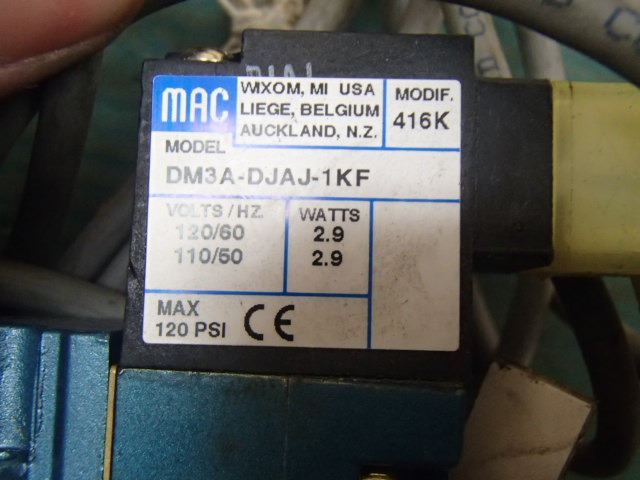 MAC
WIXOM, MI USA
LIEGE, BELGIUM
AUCKLAND, N.Z.
MODIF.
416K
MODEL
DM3A-DJAJ-1KF
VOLTS/HZ.
120/60
110/50
WATTS
2.9
2.9
MAX
120 PSI
CE